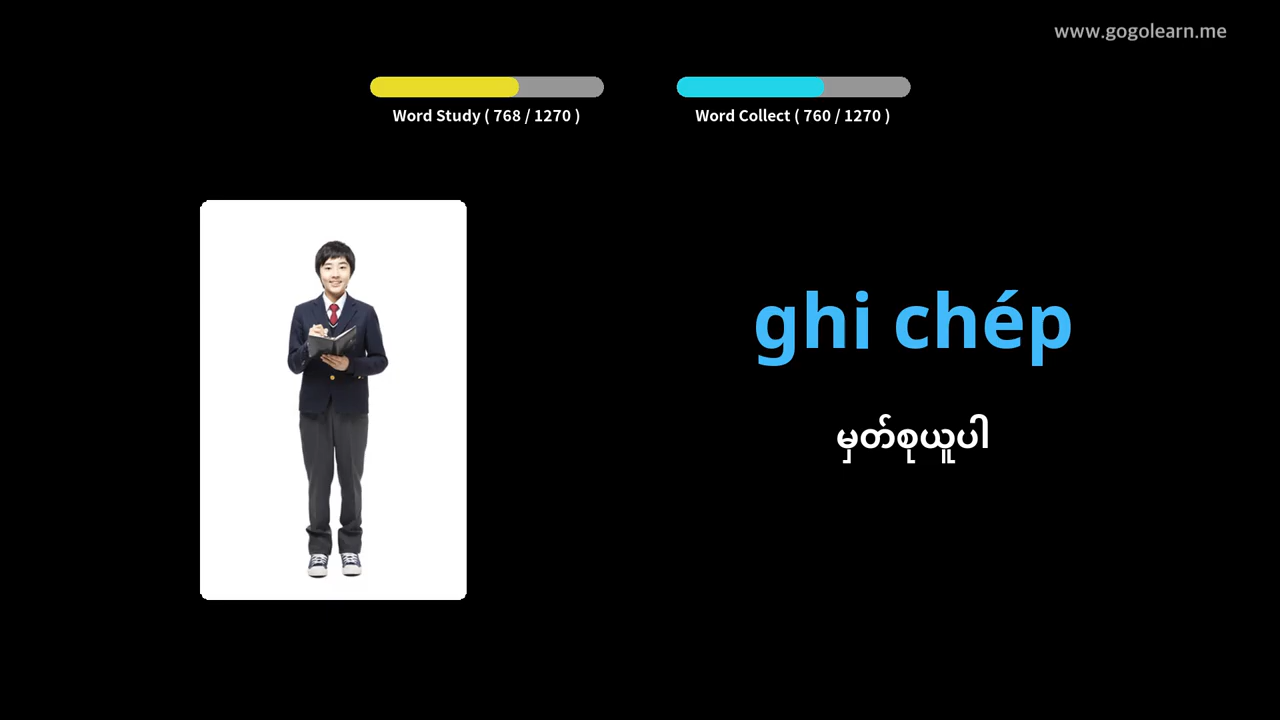 www.gogolearn.me
Word Study ( 768 / 1270 )
Word Collect ( 760 / 1270 )
ghi chép
မှတ်စုယူပါ